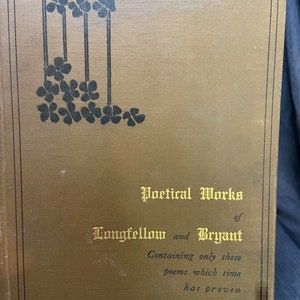 Poetical Works
of
Longfellow and Bryant
Containing only those
poems which time
has proven